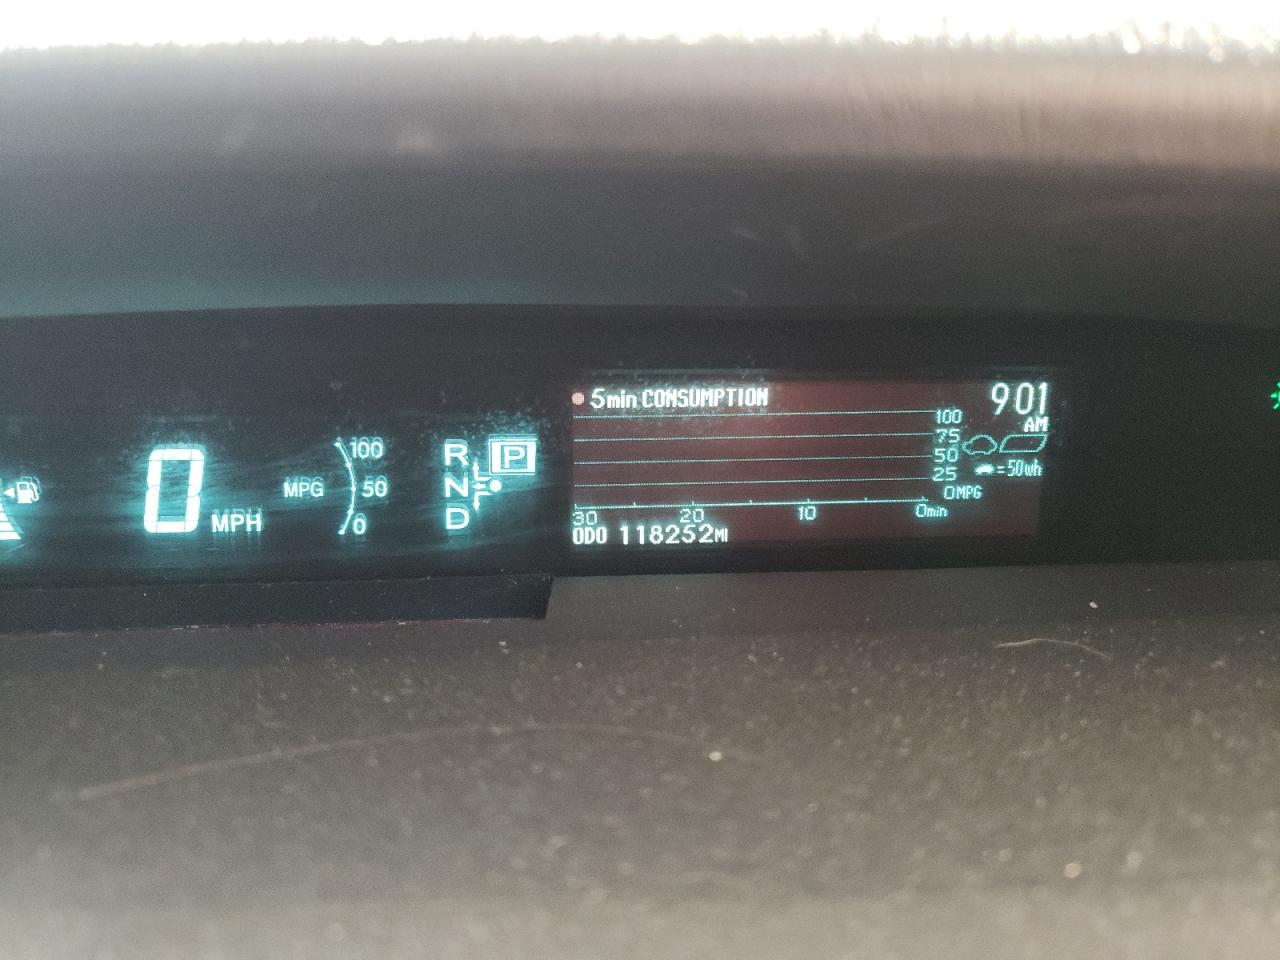 0 MPH
MPG
100
50
0
R
N
D
P
5min CONSUMPTION
901
AM
100
75
50
25
0MPG
=50Wh
30 20 10 0min
ODO 118252MI